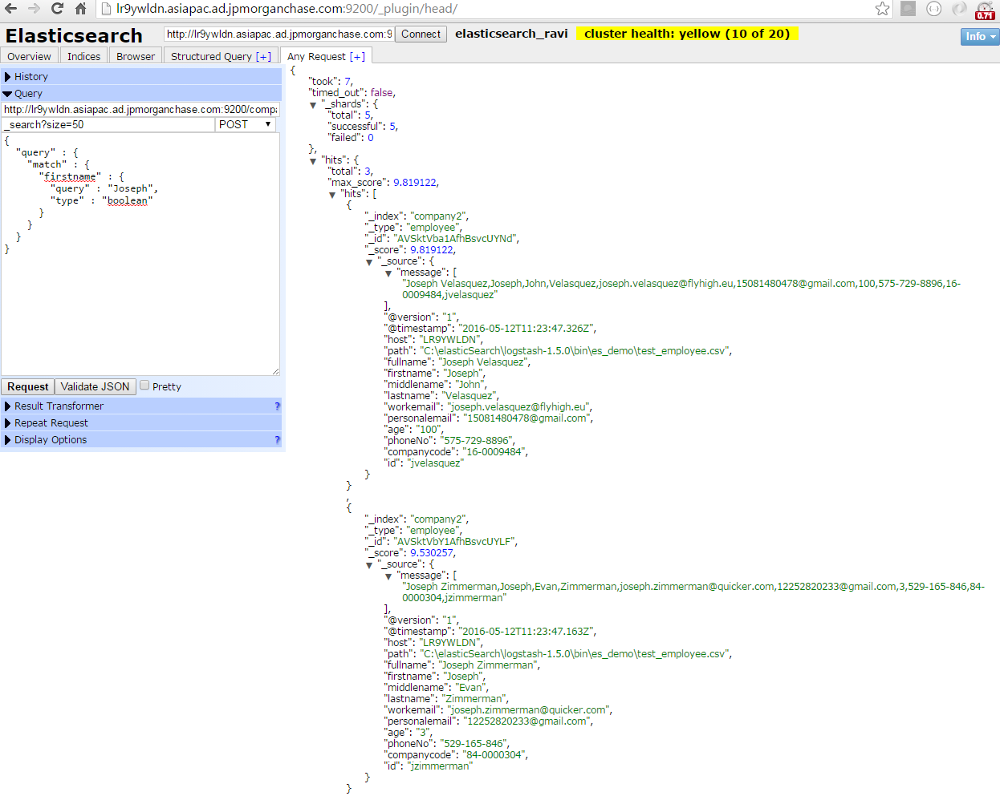 lr9ywldn.asiapac.ad.jpmorganchase.com:9200/_plugin/head/
0.71
Elasticsearch
http://lr9ywldn.asiapac.ad.jpmorganchase.com:9
Connect
elasticsearch_ravi
cluster health: yellow (10 of 20)
Info
Overview
Indices
Browser
Structured Query [+]
Any Request [+]
History
Query
http://lr9ywldn.asiapac.ad.jpmorganchase.com:9200/compa
_search?size=50
POST
{
"query" : {
"match" : {
"firstname" : {
"query" : "Joseph",
"type" : "boolean"
}
}
}
}
Request
Validate JSON
Pretty
Result Transformer ?
Repeat Request
Display Options ?
{
"took": 7,
"timed_out": false,
"_shards": {
"total": 5,
"successful": 5,
"failed": 0
},
"hits": {
"total": 3,
"max_score": 9.819122,
"hits": [
{
"_index": "company2",
"_type": "employee",
"_id": "AVSktVba1AfhBsvcUYNd",
"_score": 9.819122,
"_source": {
"message": [
"Joseph Velasquez,Joseph,John,Velasquez,joseph.velasquez@flyhigh.eu,15081480478@gmail.com,100,575-729-8896,16-
0009484,jvelasquez"
],
"@version": "1",
"@timestamp": "2016-05-12T11:23:47.326Z",
"host": "LR9YWLDN",
"path": "C:\elasticSearch\logstash-1.5.0\bin\es_demo\test_employee.csv",
"fullname": "Joseph Velasquez",
"firstname": "Joseph",
"middlename": "John",
"lastname": "Velasquez",
"workemail": "joseph.velasquez@flyhigh.eu",
"personalemail": "15081480478@gmail.com",
"age": "100",
"phoneNo": "575-729-8896",
"companycode": "16-0009484",
"id": "jvelasquez"
}
}
,
{
"_index": "company2",
"_type": "employee",
"_id": "AVSktVbY1AfhBsvcUYLF",
"_score": 9.530257,
"_source": {
"message": [
"Joseph Zimmerman,Joseph,Evan,Zimmerman,joseph.zimmerman@quicker.com,12252820233@gmail.com,3,529-165-846,84-
0000304,jzimmerman"
],
"@version": "1",
"@timestamp": "2016-05-12T11:23:47.163Z",
"host": "LR9YWLDN",
"path": "C:\elasticSearch\logstash-1.5.0\bin\es_demo\test_employee.csv",
"fullname": "Joseph Zimmerman",
"firstname": "Joseph",
"middlename": "Evan",
"lastname": "Zimmerman",
"workemail": "joseph.zimmerman@quicker.com",
"personalemail": "12252820233@gmail.com",
"age": "3",
"phoneNo": "529-165-846",
"companycode": "84-0000304",
"id": "jzimmerman"
}
}